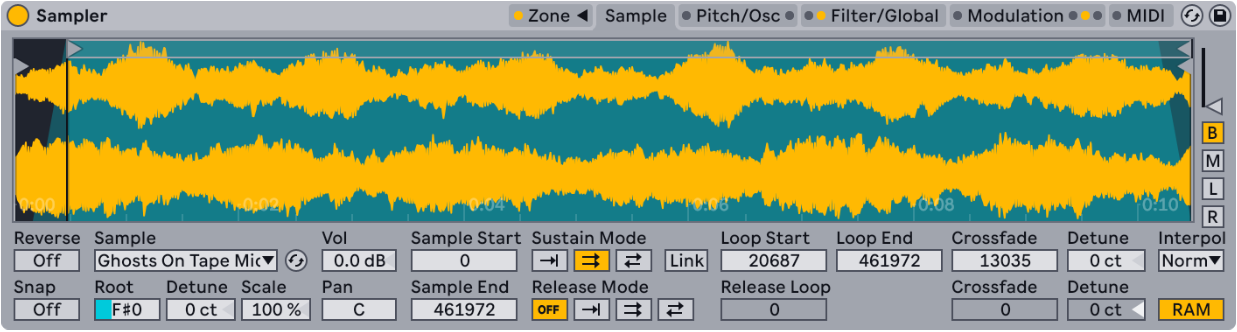 Sampler Zone Sample Pitch/Osc Filter/Global Modulation MIDI
B
M
L
0:00 0:02 0:04 0:06 0:08 0:10
R
Reverse Sample Vol Sample Start Sustain Mode Loop Start Loop End Crossfade Detune Interpol
Off Ghosts On Tape Mic 0.0 dB 0 Link 20687 461972 13035 0 ct Norm
Snap Root Detune Scale Pan Sample End Release Mode Release Loop Crossfade Detune
Off F#0 0 ct 100 % C 461972 OFF 0 0 0 ct RAM